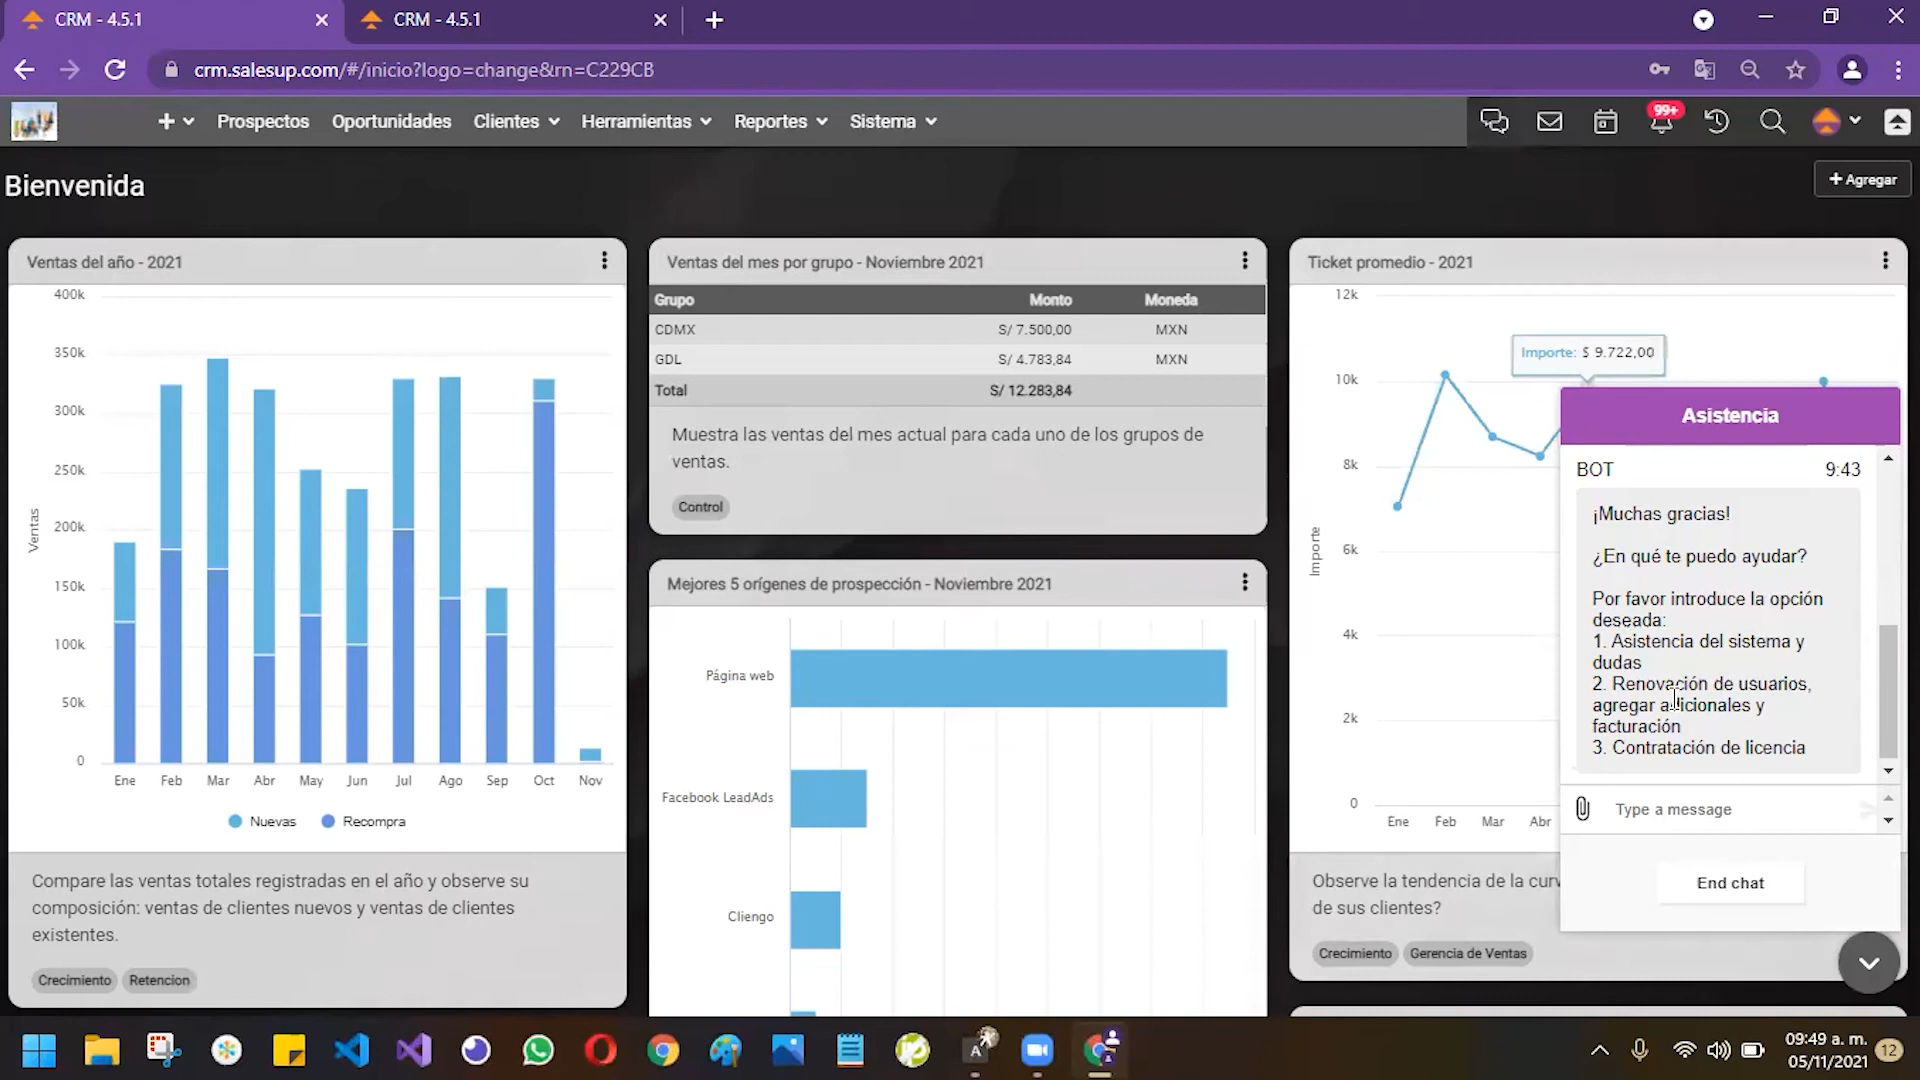 CRM - 4.5.1
CRM - 4.5.1
crm.salesup.com/#/inicio?logo=change&rn=C229CB
Prospectos Oportunidades Clientes Herramientas Reportes Sistema
99+
Bienvenida
+ Agregar
Ventas del año - 2021
400k
350k
300k
250k
200k
150k
100k
50k
0
Ventas
Ene Feb Mar Abr May Jun Jul Ago Sep Oct Nov
Nuevas Recompra
Compare las ventas totales registradas en el año y observe su
composición: ventas de clientes nuevos y ventas de clientes
existentes.
Crecimiento Retencion
Ventas del mes por grupo - Noviembre 2021
Grupo Monto Moneda
CDMX S/ 7.500,00 MXN
GDL S/ 4.783,84 MXN
Total S/ 12.283,84
Muestra las ventas del mes actual para cada uno de los grupos de
ventas.
Control
Mejores 5 orígenes de prospección - Noviembre 2021
Página web
Facebook LeadAds
Cliengo
Ticket promedio - 2021
12k
10k
8k
6k
4k
2k
0
Importe
Importe: $ 9.722,00
Ene Feb Mar Abr
Observe la tendencia de la curv
de sus clientes?
Crecimiento Gerencia de Ventas
Asistencia
BOT 9:43
¡Muchas gracias!
¿En qué te puedo ayudar?
Por favor introduce la opción
deseada:
1. Asistencia del sistema y
dudas
2. Renovación de usuarios,
agregar adicionales y
facturación
3. Contratación de licencia
Type a message
End chat
09:49 a. m.
05/11/2021
12